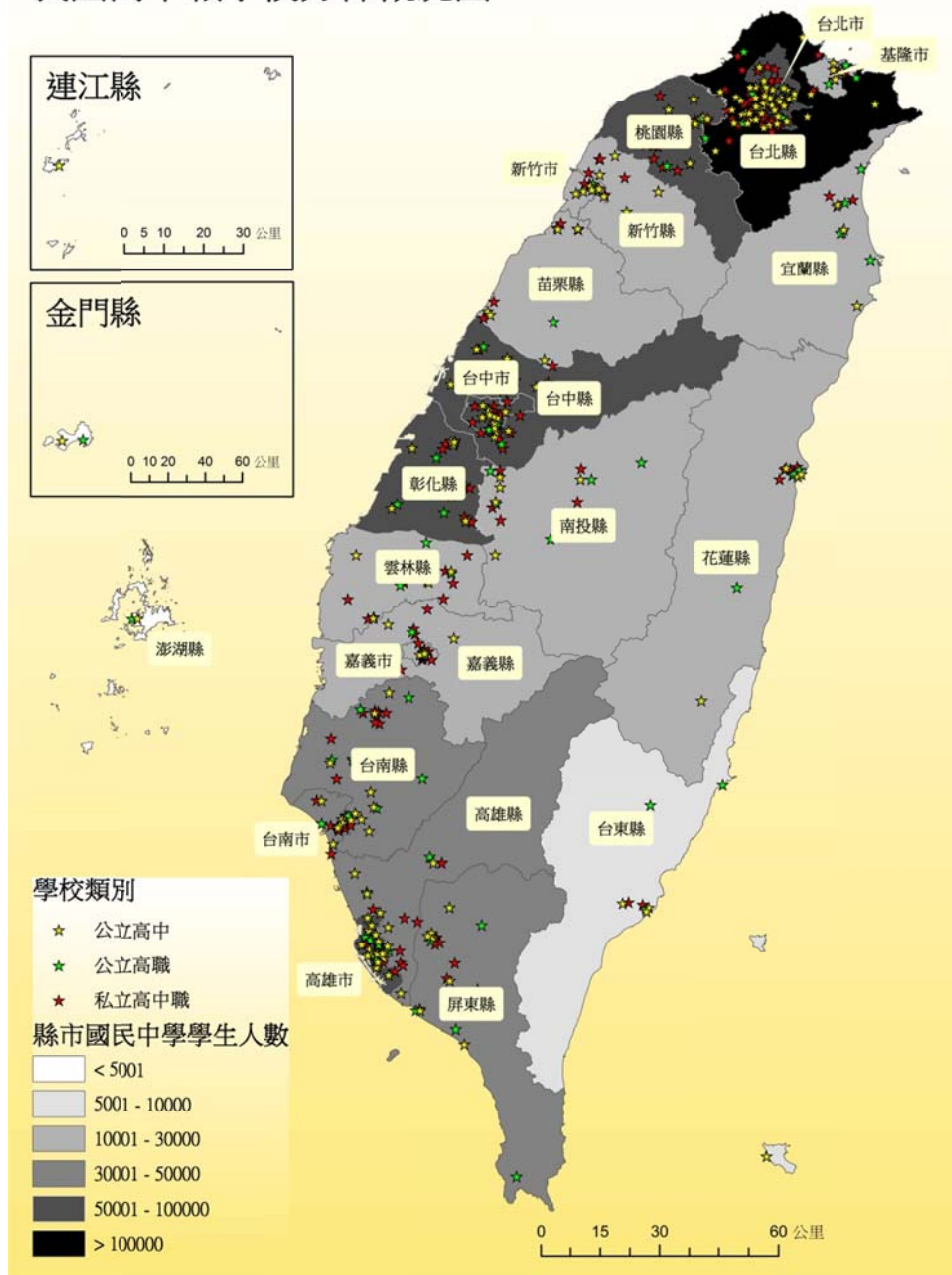 台北市
基隆市
連江縣
桃園縣
台北縣
新竹市
0 5 10 20 30 公里
新竹縣
宜蘭縣
苗栗縣
金門縣
台中市
台中縣
0 10 20 40 60 公里
彰化縣
南投縣
花蓮縣
雲林縣
澎湖縣
嘉義市
嘉義縣
台南縣
高雄縣
台東縣
台南市
學校類別
公立高中
公立高職
私立高中職
高雄市
屏東縣
縣市國民中學學生人數
< 5001
5001 - 10000
10001 - 30000
30001 - 50000
50001 - 100000
> 100000
0 15 30 60 公里